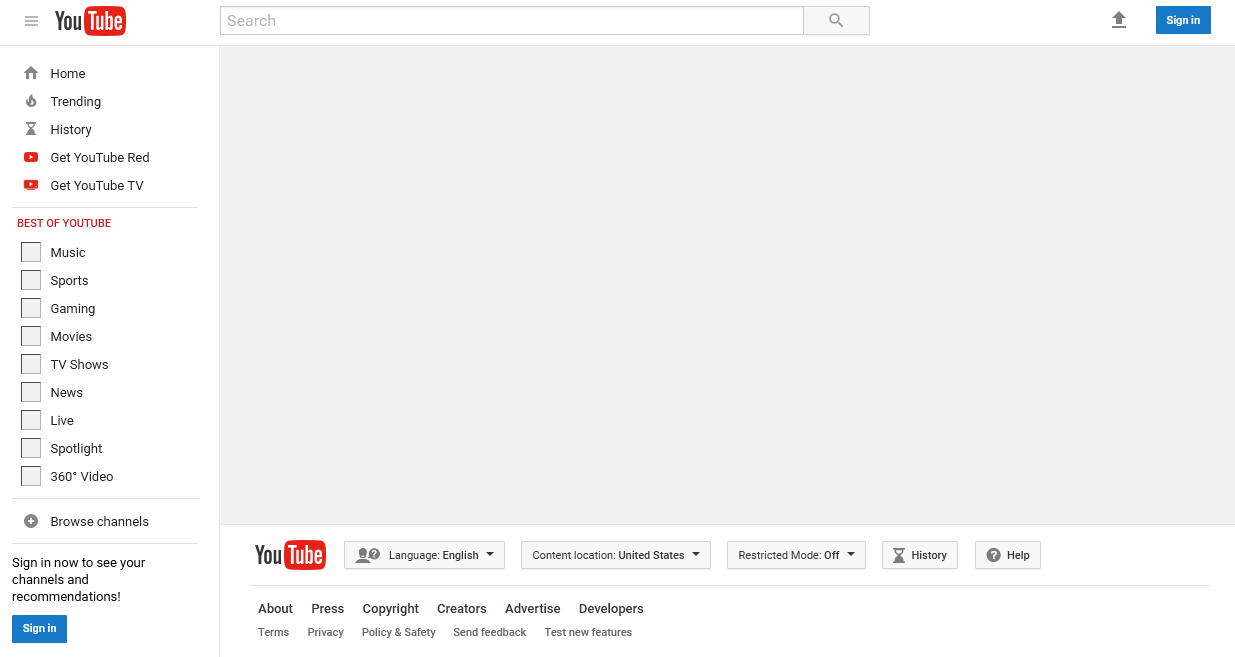 YouTube
Search
Sign in
Home
Trending
History
Get YouTube Red
Get YouTube TV
BEST OF YOUTUBE
Music
Sports
Gaming
Movies
TV Shows
News
Live
Spotlight
360° Video
Browse channels
Sign in now to see your
channels and
recommendations!
Sign in
YouTube
Language: English
Content location: United States
Restricted Mode: Off
History
Help
About Press Copyright Creators Advertise Developers
Terms Privacy Policy & Safety Send feedback Test new features